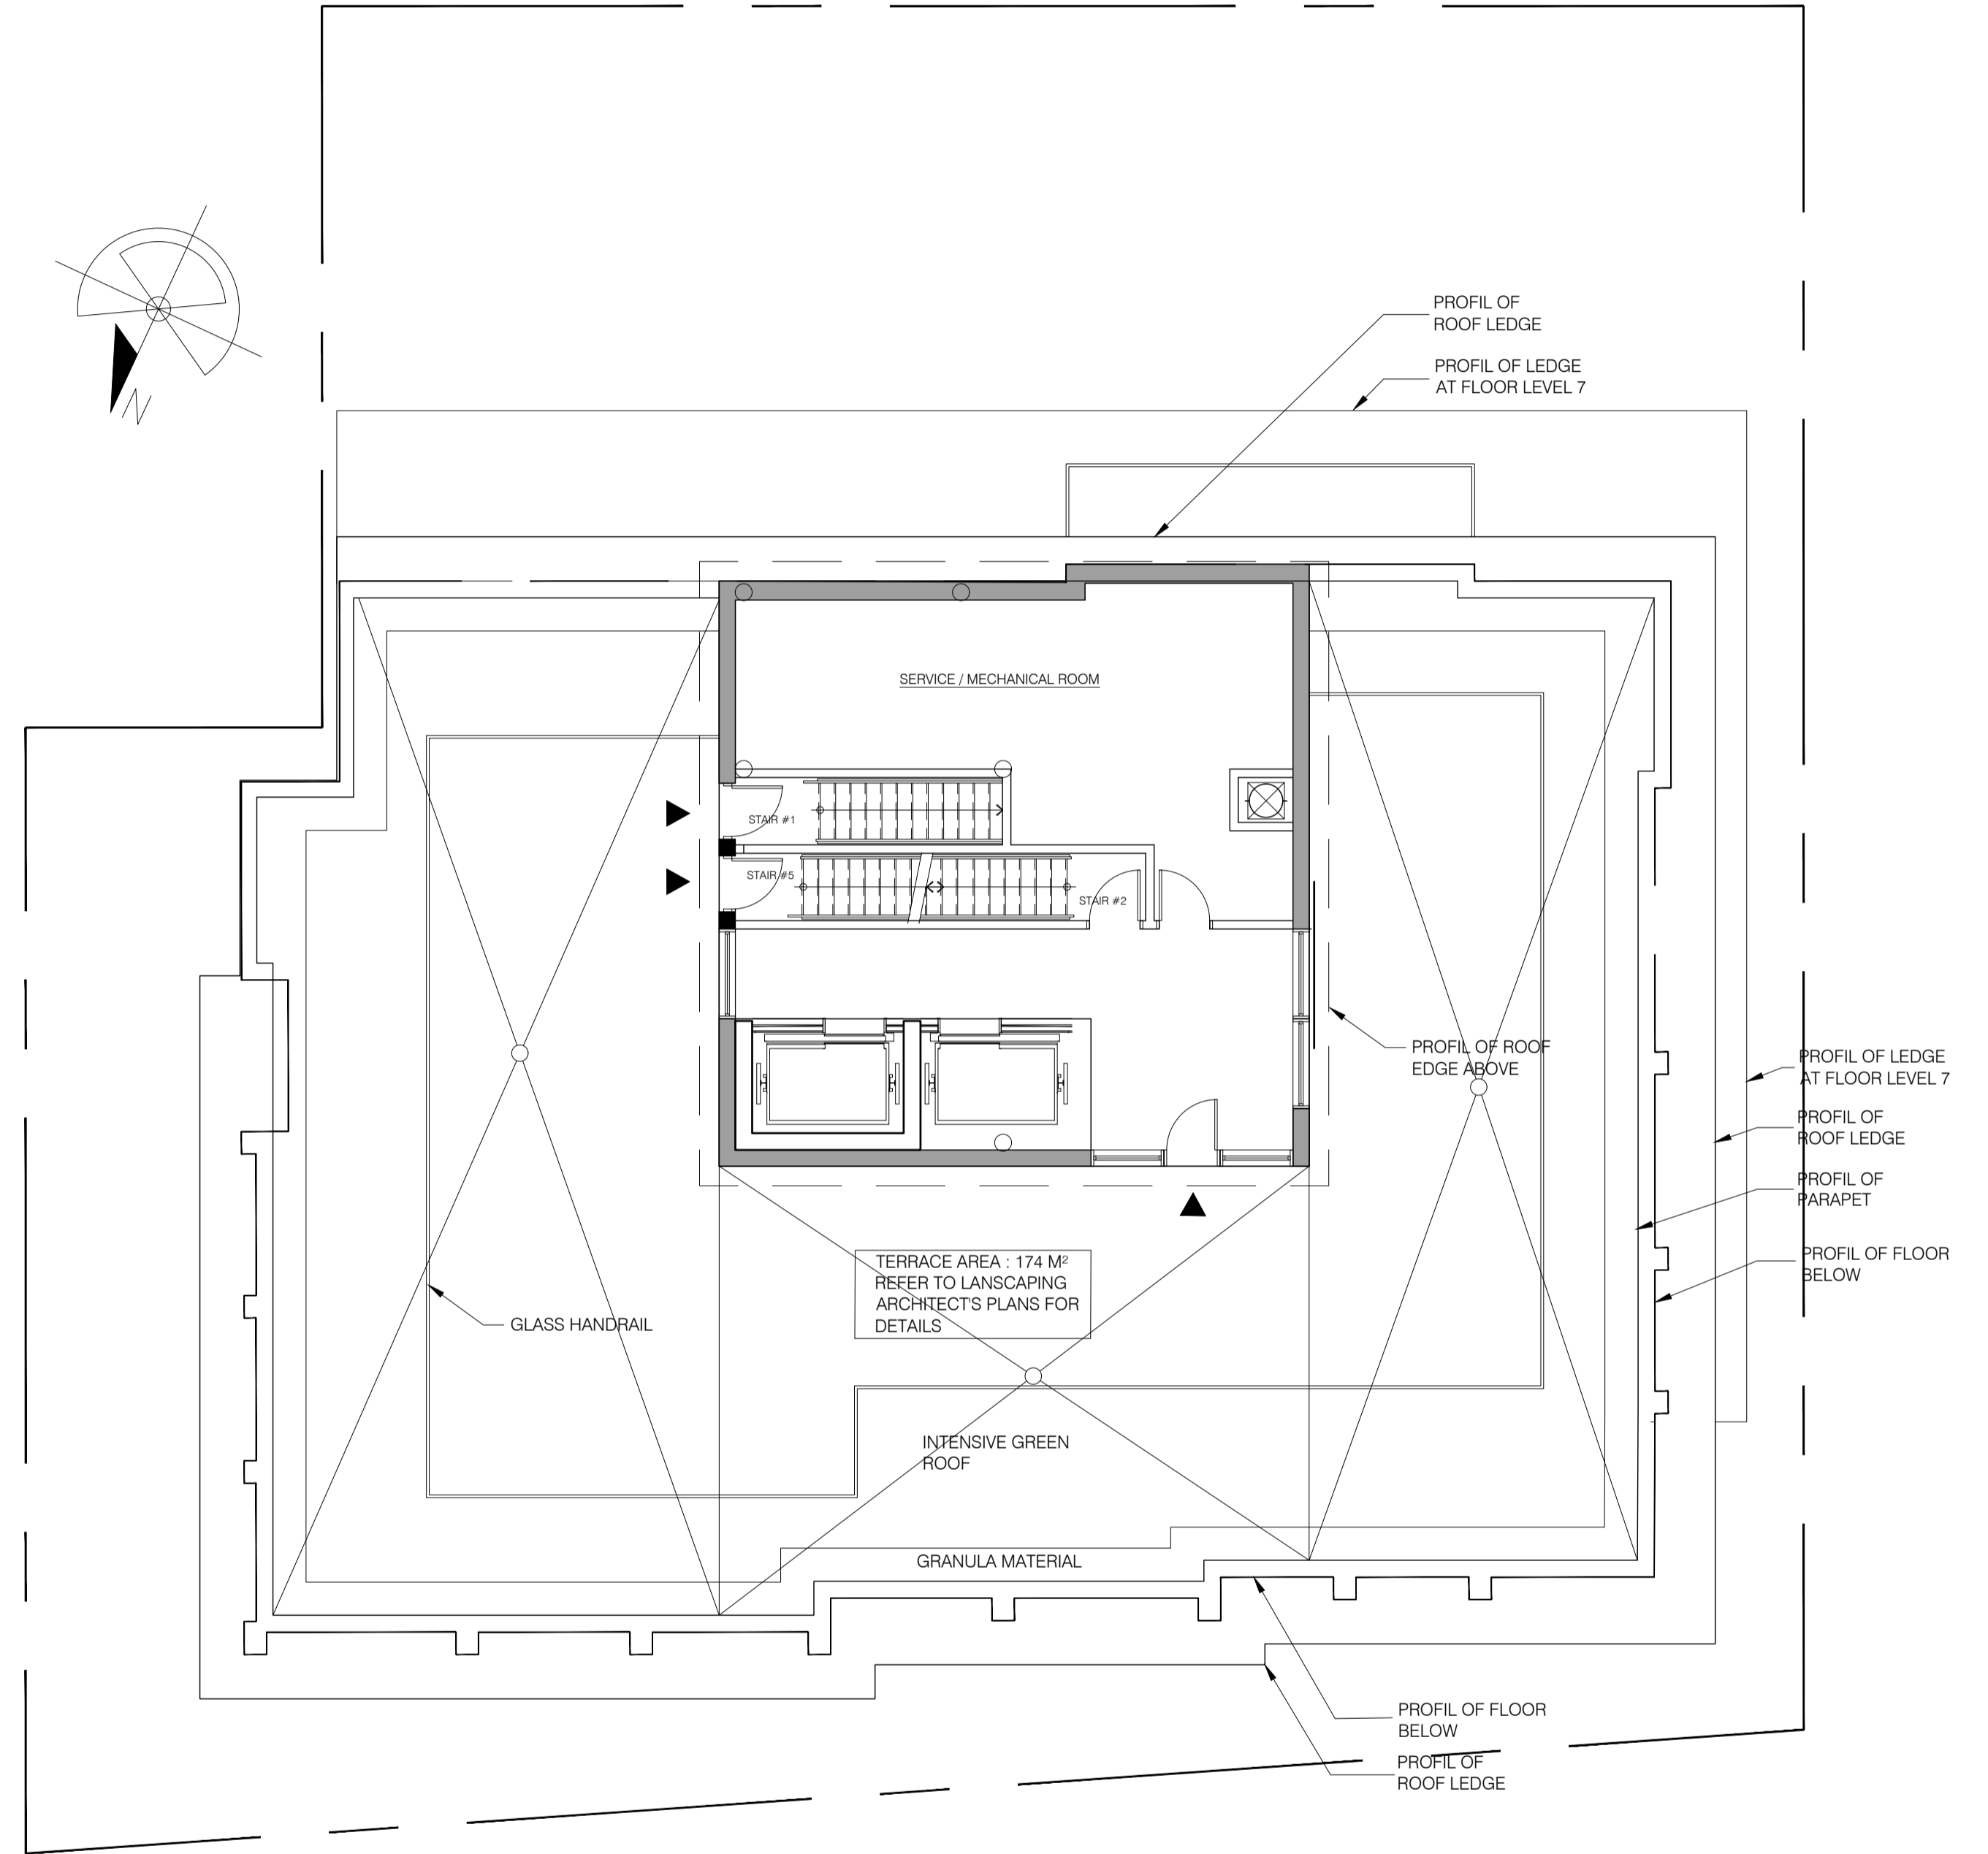 PROFIL OF
ROOF LEDGE
PROFIL OF LEDGE
AT FLOOR LEVEL 7
N
SERVICE / MECHANICAL ROOM
STAIR #1
STAIR #5
STAIR #2
PROFIL OF ROOF
EDGE ABOVE
PROFIL OF LEDGE
AT FLOOR LEVEL 7
PROFIL OF
ROOF LEDGE
PROFIL OF
PARAPET
PROFIL OF FLOOR
BELOW
TERRACE AREA : 174 M²
REFER TO LANSCAPING
ARCHITECT'S PLANS FOR
DETAILS
GLASS HANDRAIL
INTENSIVE GREEN
ROOF
GRANULA MATERIAL
PROFIL OF FLOOR
BELOW
PROFIL OF
ROOF LEDGE